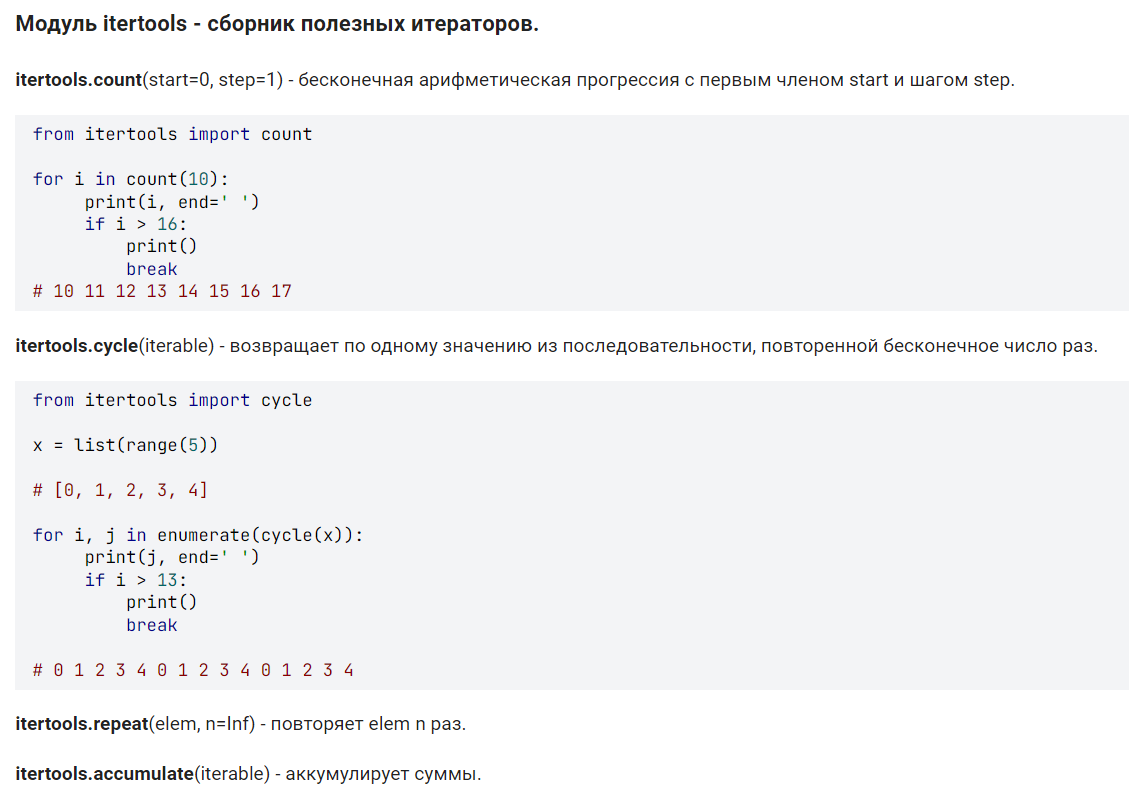 Модуль itertools - сборник полезных итераторов.
itertools.count(start=0, step=1) - бесконечная арифметическая прогрессия с первым членом start и шагом step.
from itertools import count
for i in count(10):
     print(i, end=' ')
     if i > 16:
         print()
         break
# 10 11 12 13 14 15 16 17
itertools.cycle(iterable) - возвращает по одному значению из последовательности, повторенной бесконечное число раз.
from itertools import cycle
x = list(range(5))
# [0, 1, 2, 3, 4]
for i, j in enumerate(cycle(x)):
     print(j, end=' ')
     if i > 13:
         print()
         break
# 0 1 2 3 4 0 1 2 3 4 0 1 2 3 4
itertools.repeat(elem, n=Inf) - повторяет elem n раз.
itertools.accumulate(iterable) - аккумулирует суммы.